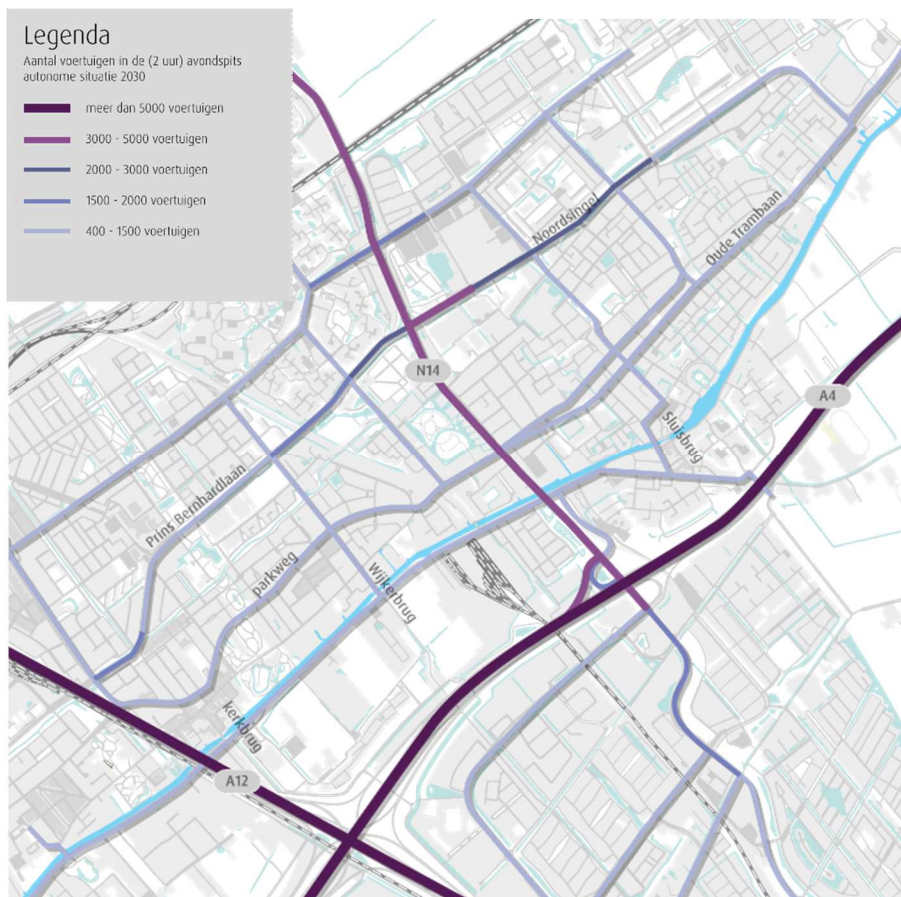 Legenda
Aantal voertuigen in de (2 uur) avondspits
autonome situatie 2030
meer dan 5000 voertuigen
3000 - 5000 voertuigen
2000 - 3000 voertuigen
1500 - 2000 voertuigen
400 - 1500 voertuigen
Noordsingel
Oude Trambaan
N14
A4
Sluisbrug
Prins Bernhardlaan
parkweg
Wijkerbrug
kerkbrug
A12